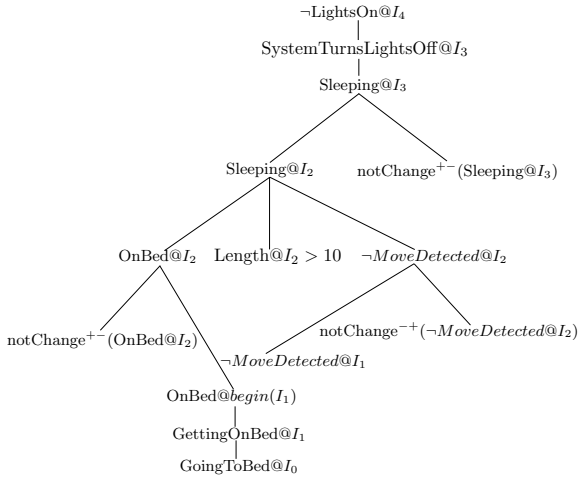 ¬LightsOn@I₄
SystemTurnsLightsOff@I₃
Sleeping@I₃
Sleeping@I₂ notChange⁺⁻(Sleeping@I₃)
OnBed@I₂ Length@I₂ > 10 ¬MoveDetected@I₂
notChange⁺⁻(OnBed@I₂) notChange⁻⁺(¬MoveDetected@I₂)
¬MoveDetected@I₁
OnBed@begin(I₁)
GettingOnBed@I₁
GoingToBed@I₀